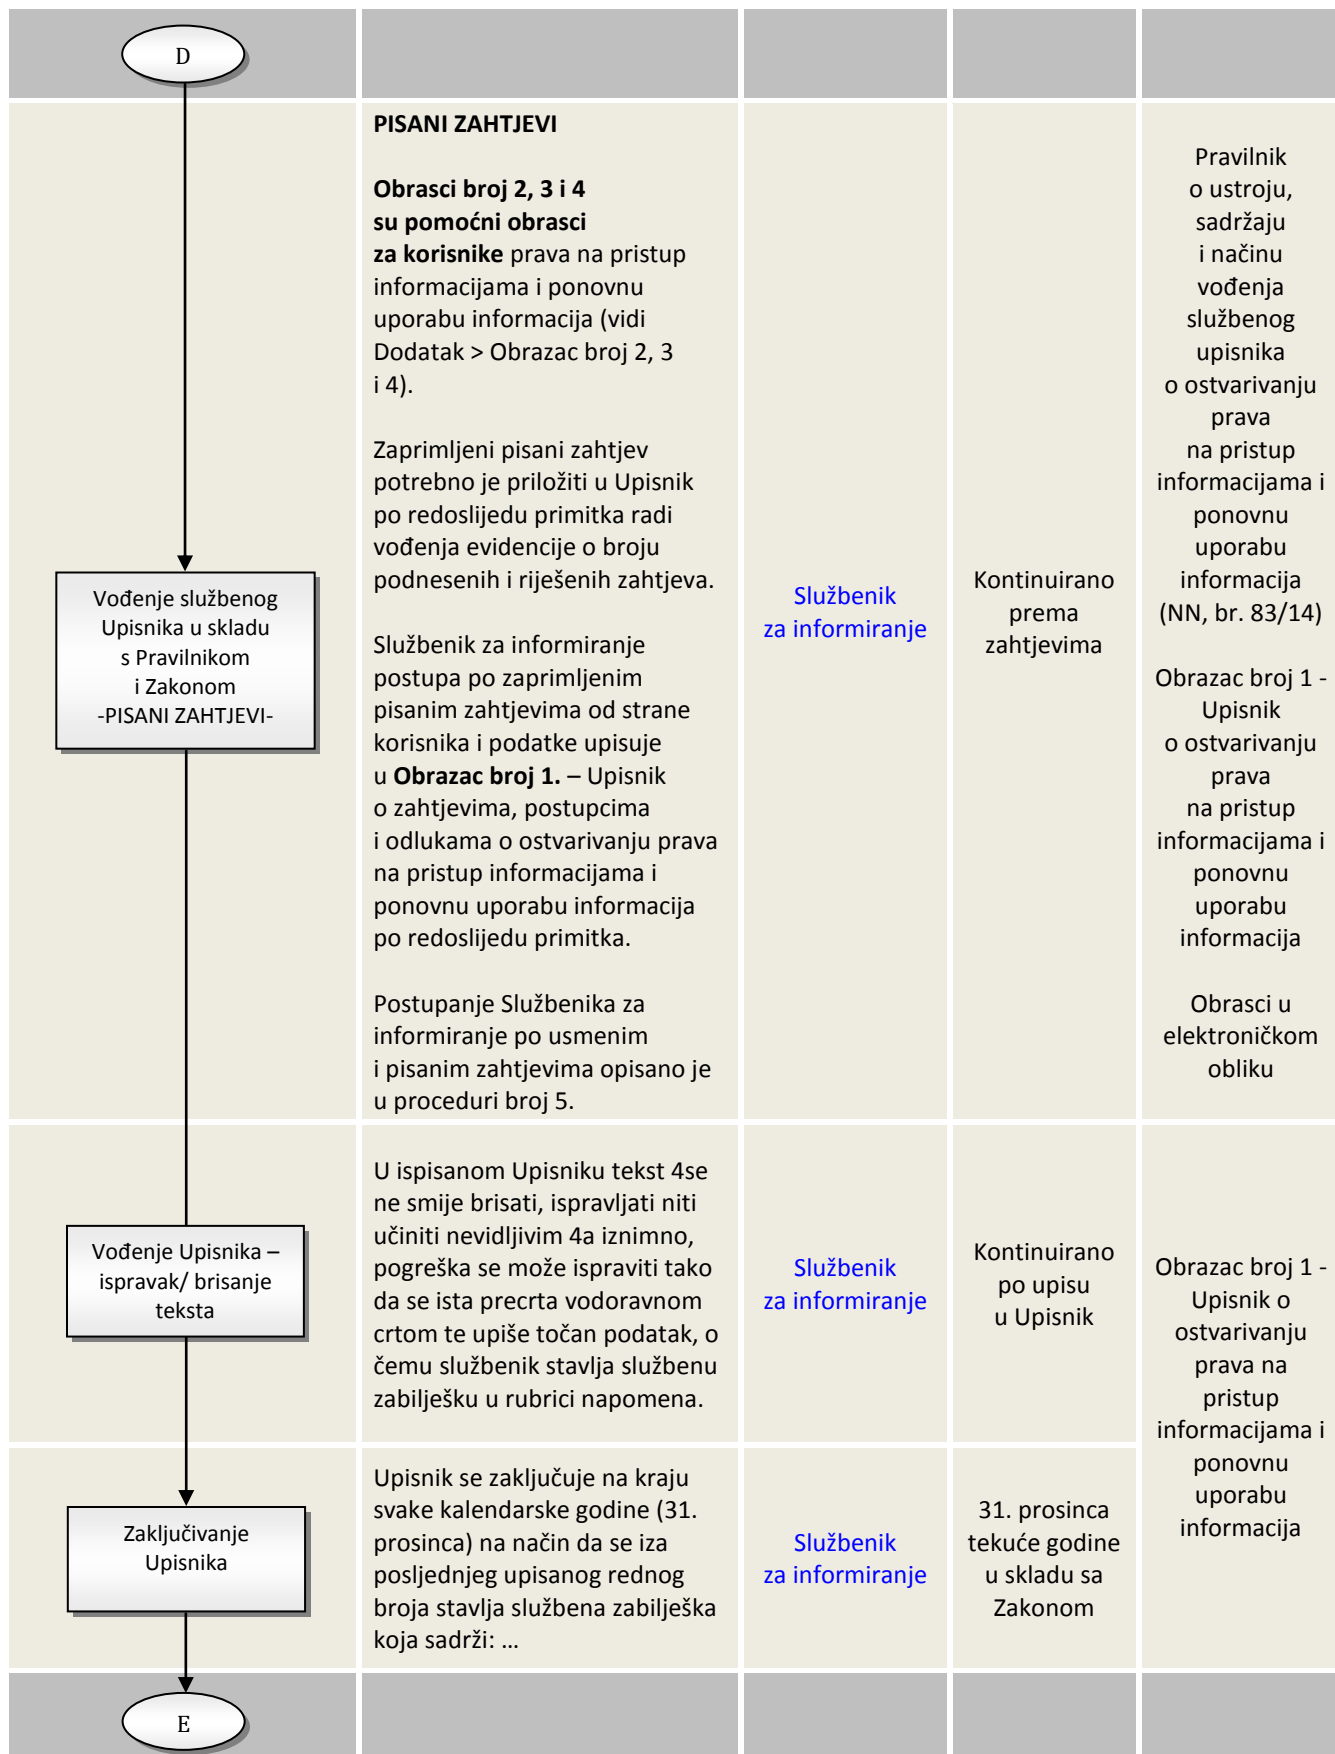 D
Vođenje službenog
Upisnika u skladu
s Pravilnikom
i Zakonom
-PISANI ZAHTJEVI-
PISANI ZAHTJEVI
Obrasci broj 2, 3 i 4
su pomoćni obrasci
za korisnike prava na pristup
informacijama i ponovnu
uporabu informacija (vidi
Dodatak > Obrazac broj 2, 3
i 4).
Zaprimljeni pisani zahtjev
potrebno je priložiti u Upisnik
po redoslijedu primitka radi
vođenja evidencije o broju
podnesenih i riješenih zahtjeva.
Službenik za informiranje
postupa po zaprimljenim
pisanim zahtjevima od strane
korisnika i podatke upisuje
u Obrazac broj 1. – Upisnik
o zahtjevima, postupcima
i odlukama o ostvarivanju prava
na pristup informacijama i
ponovnu uporabu informacija
po redoslijedu primitka.
Postupanje Službenika za
informiranje po usmenim
i pisanim zahtjevima opisano je
u proceduri broj 5.
Službenik
za informiranje
Kontinuirano
prema
zahtjevima
Pravilnik
o ustroju,
sadržaju
i načinu
vođenja
službenog
upisnika
o ostvarivanju
prava
na pristup
informacijama i
ponovnu
uporabu
informacija
(NN, br. 83/14)
Obrazac broj 1 -
Upisnik
o ostvarivanju
prava
na pristup
informacijama i
ponovnu
uporabu
informacija
Obrasci u
elektroničkom
obliku
Vođenje Upisnika –
ispravak/ brisanje
teksta
U ispisanom Upisniku tekst 4se
ne smije brisati, ispravljati niti
učiniti nevidljivim 4a iznimno,
pogreška se može ispraviti tako
da se ista precrta vodoravnom
crtom te upiše točan podatak, o
čemu službenik stavlja službenu
zabilješku u rubrici napomena.
Službenik
za informiranje
Kontinuirano
po upisu
u Upisnik
Obrazac broj 1 -
Upisnik o
ostvarivanju
prava na
pristup
informacijama i
ponovnu
uporabu
informacija
Zaključivanje
Upisnika
Upisnik se zaključuje na kraju
svake kalendarske godine (31.
prosinca) na način da se iza
posljednjeg upisanog rednog
broja stavlja službena zabilješka
koja sadrži: …
Službenik
za informiranje
31. prosinca
tekuće godine
u skladu sa
Zakonom
E